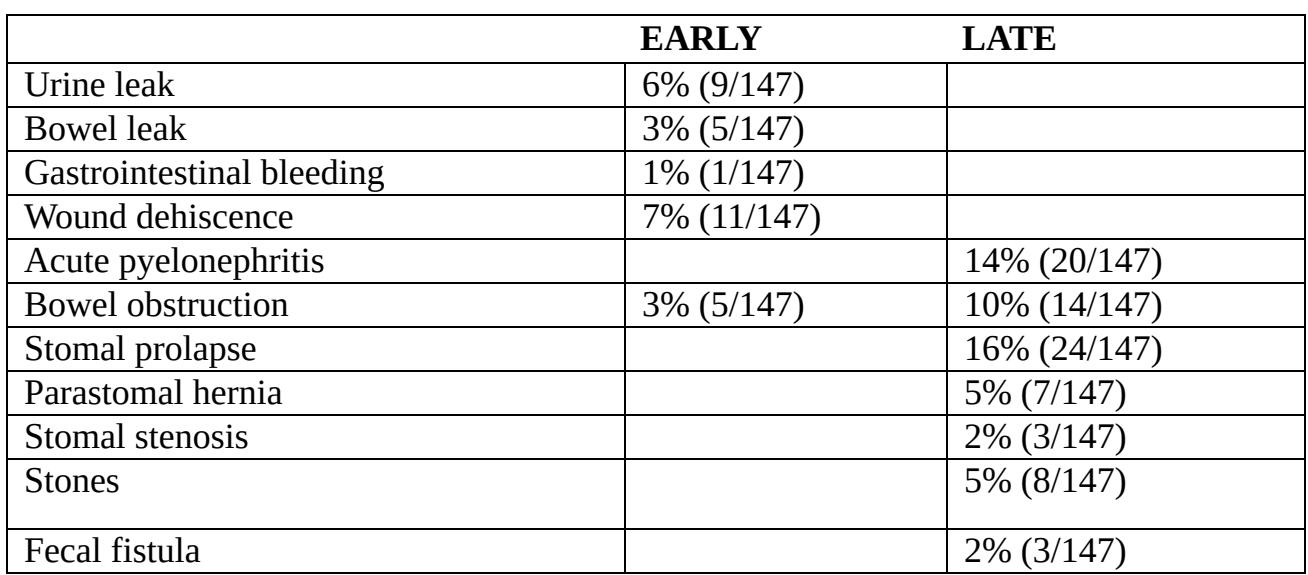 EARLY LATE
Urine leak 6% (9/147)
Bowel leak 3% (5/147)
Gastrointestinal bleeding 1% (1/147)
Wound dehiscence 7% (11/147)
Acute pyelonephritis 14% (20/147)
Bowel obstruction 3% (5/147) 10% (14/147)
Stomal prolapse 16% (24/147)
Parastomal hernia 5% (7/147)
Stomal stenosis 2% (3/147)
Stones 5% (8/147)
Fecal fistula 2% (3/147)